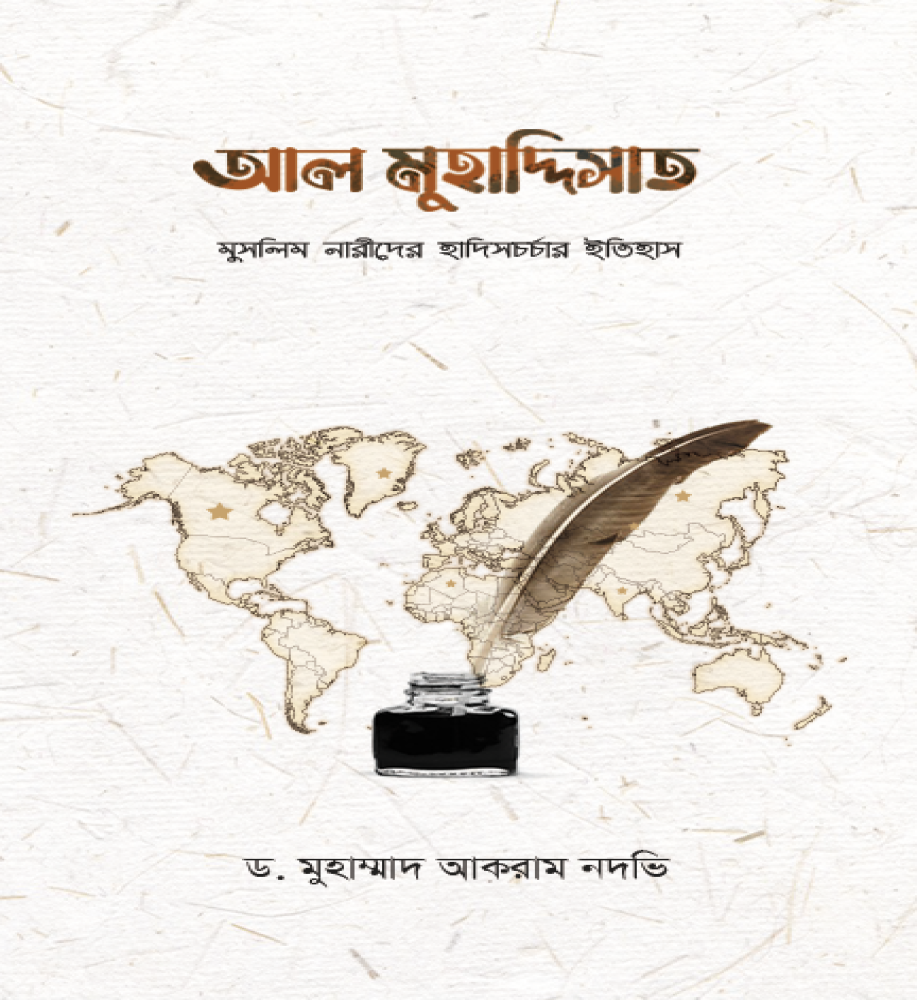 আল মুহাদ্দিসাত
মুসলিম নারীদের হাদিসচর্চার ইতিহাস
ড. মুহাম্মাদ আকরাম নদভি